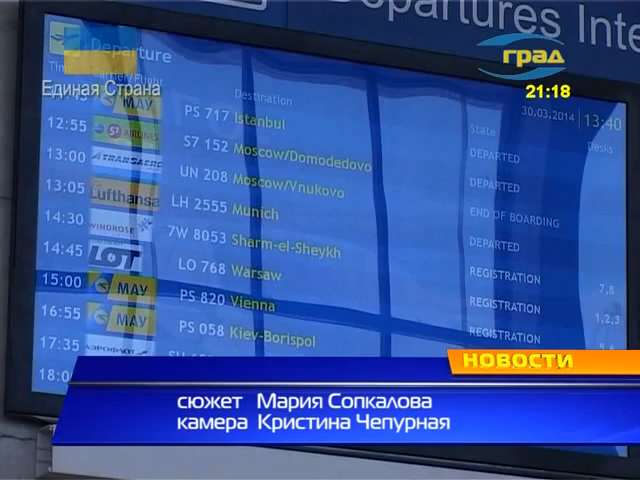 Departures Inte
Departure
град
21:18
Единая Страна
30.03.2014 13:40
Destination State Desks
МАУ PS 717 Istanbul DEPARTED
12:55 S7 AIRLINES S7 152 Moscow/Domodedovo DEPARTED
13:00 TRANSAERO UN 208 Moscow/Vnukovo END OF BOARDING
13:05 Lufthansa LH 2555 Munich DEPARTED
14:30 WINDROSE 7W 8053 Sharm-el-Sheykh REGISTRATION 7,8
14:45 LOT LO 768 Warsaw REGISTRATION 1,2,3
15:00 МАУ PS 820 Vienna REGISTRATION
16:55 МАУ PS 058 Kiev-Borispol
17:35 АЭРОФЛОТ
НОВОСТИ
сюжет Мария Сопкалова
камера Кристина Чепурная